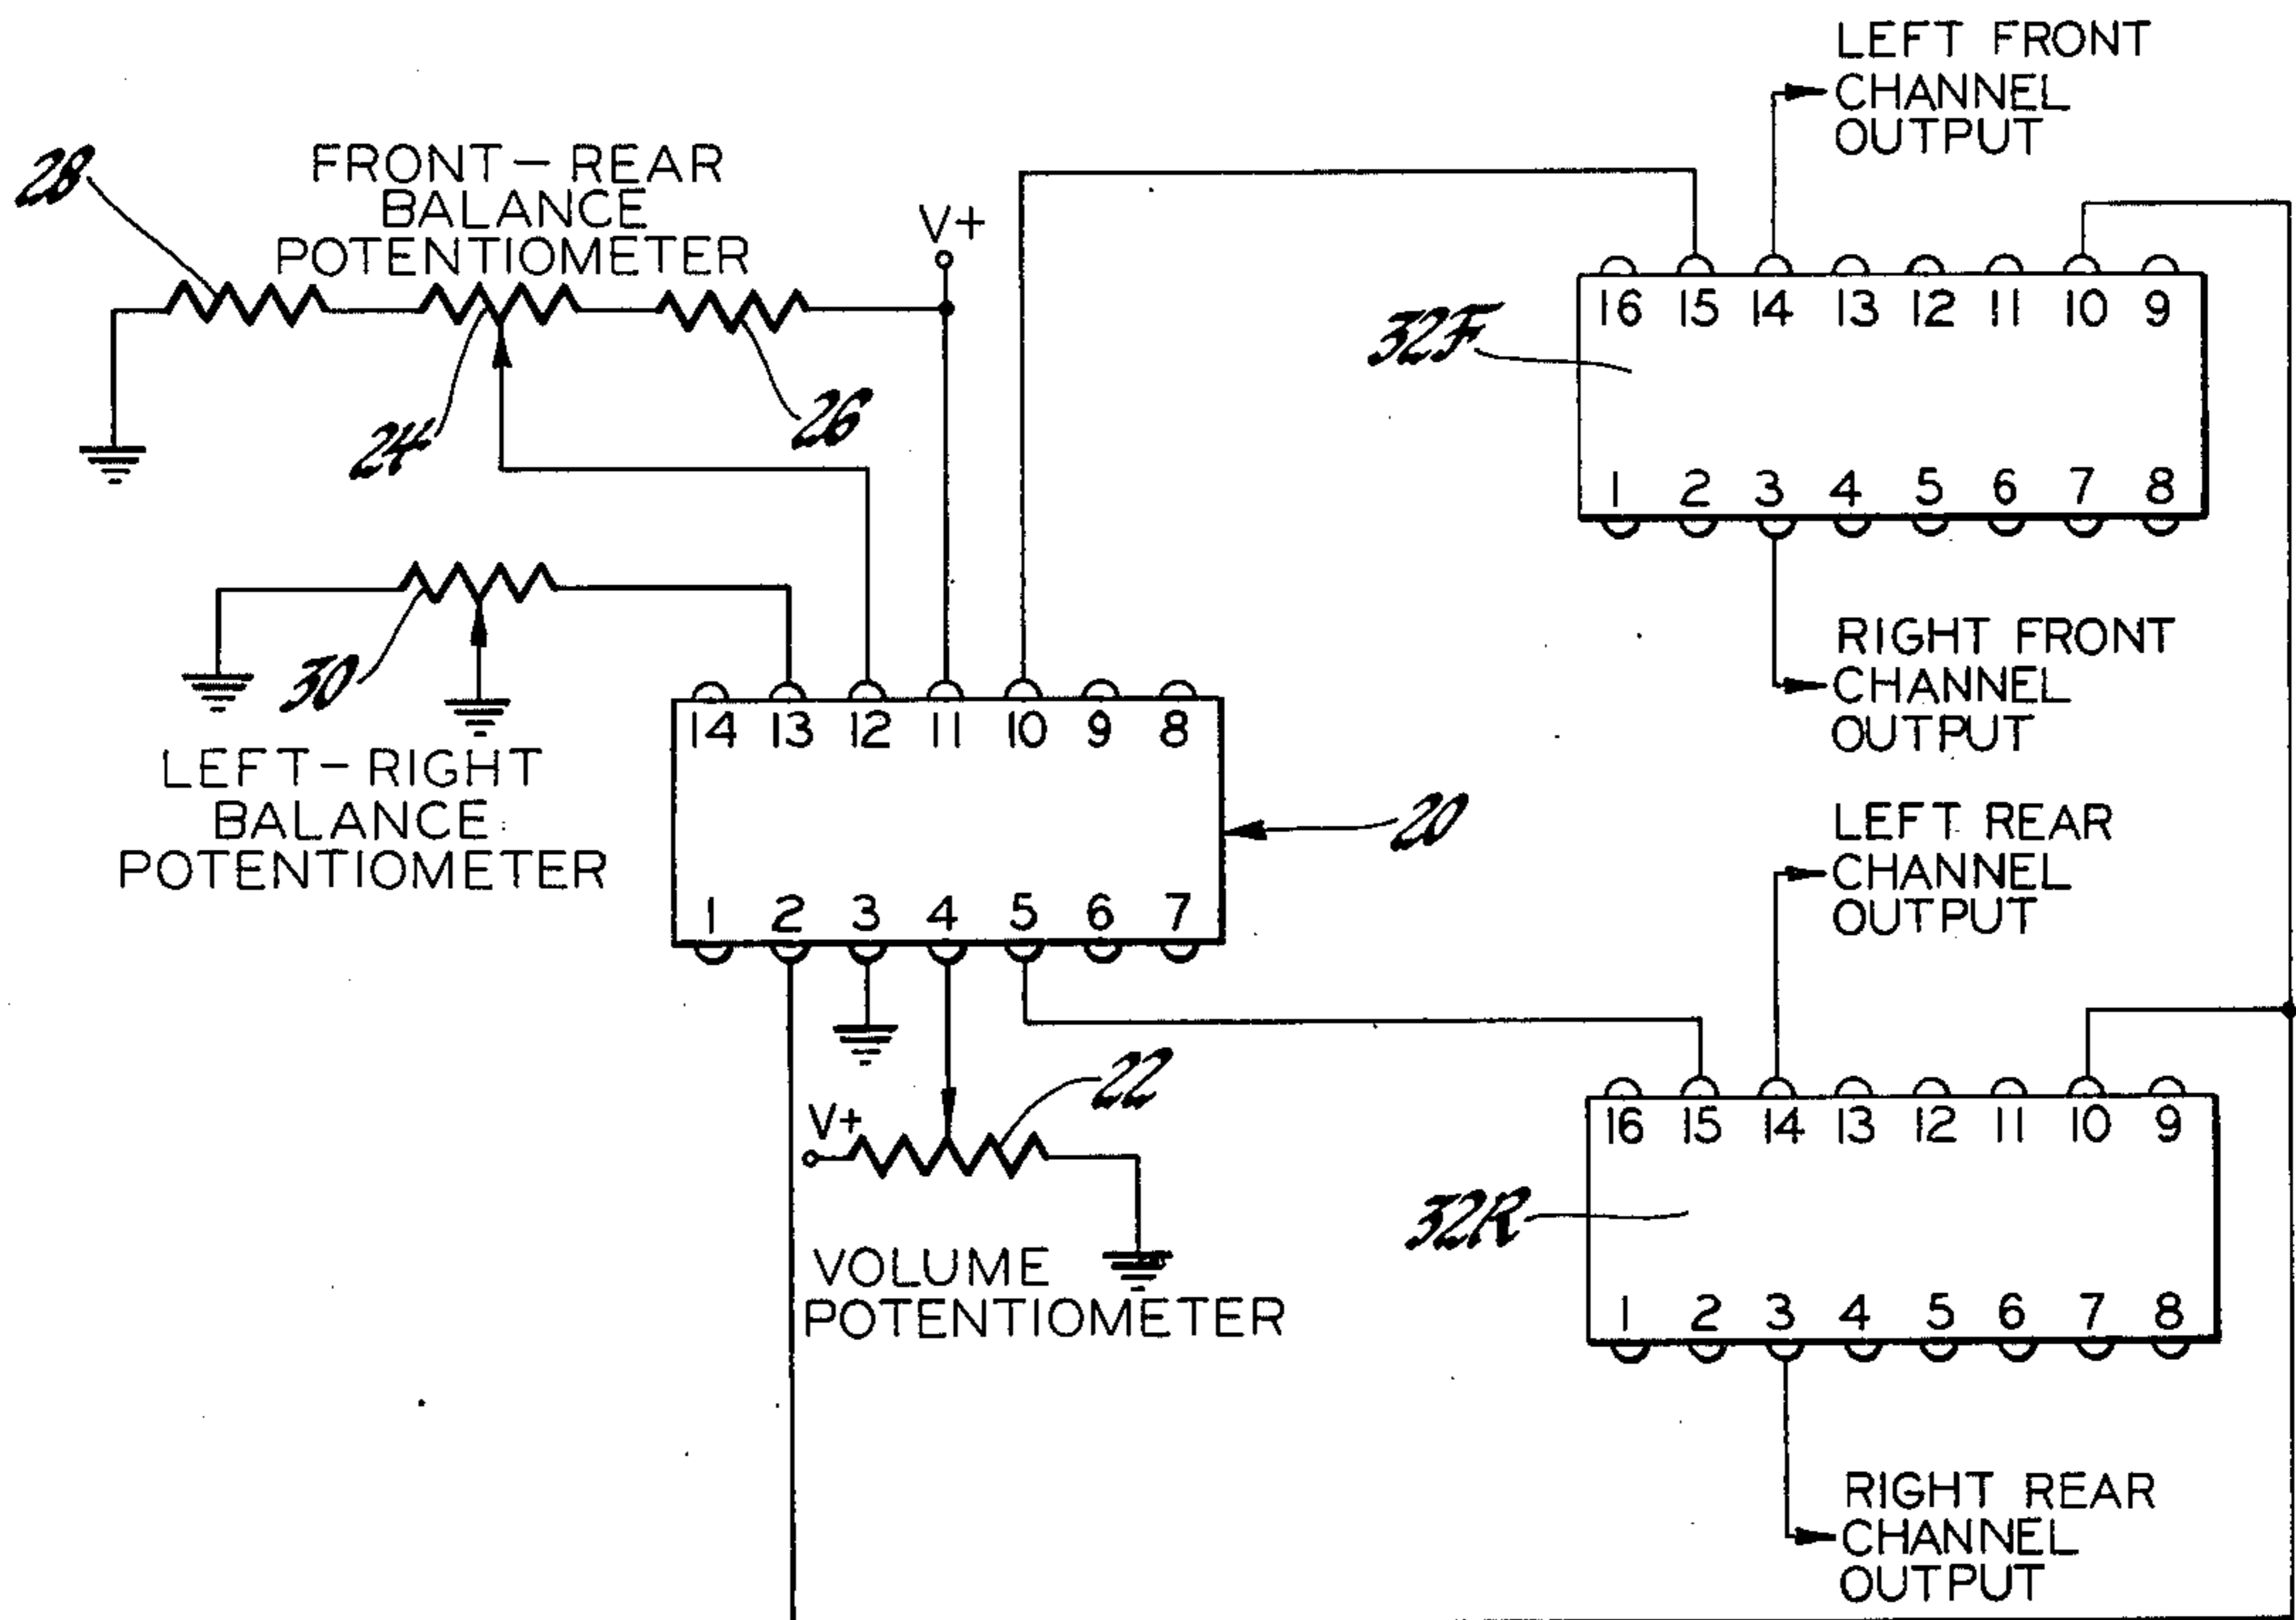 LEFT FRONT
CHANNEL
OUTPUT
28
FRONT-REAR
BALANCE
POTENTIOMETER
V+
24
26
32F
16 15 14 13 12 11 10 9
1 2 3 4 5 6 7 8
RIGHT FRONT
CHANNEL
OUTPUT
30
LEFT-RIGHT
BALANCE
POTENTIOMETER
14 13 12 11 10 9 8
1 2 3 4 5 6 7
20
LEFT REAR
CHANNEL
OUTPUT
22
V+
VOLUME
POTENTIOMETER
32R
16 15 14 13 12 11 10 9
1 2 3 4 5 6 7 8
RIGHT REAR
CHANNEL
OUTPUT